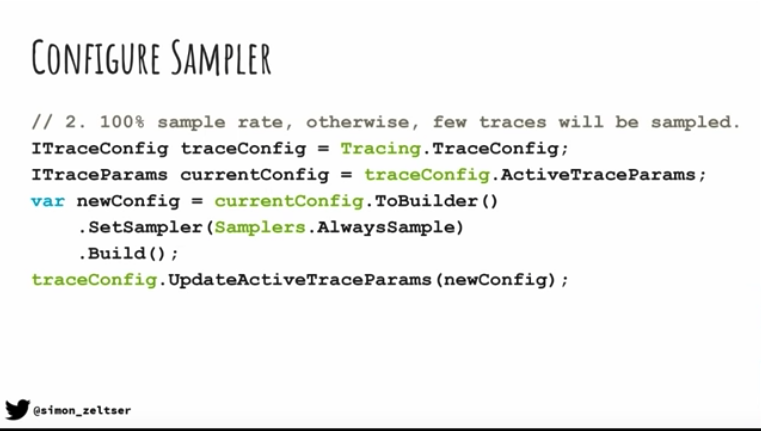 CONFIGURE SAMPLER
// 2. 100% sample rate, otherwise, few traces will be sampled.
ITraceConfig traceConfig = Tracing.TraceConfig;
ITraceParams currentConfig = traceConfig.ActiveTraceParams;
var newConfig = currentConfig.ToBuilder()
    .SetSampler(Samplers.AlwaysSample)
    .Build();
traceConfig.UpdateActiveTraceParams(newConfig);
@simon_zeltser